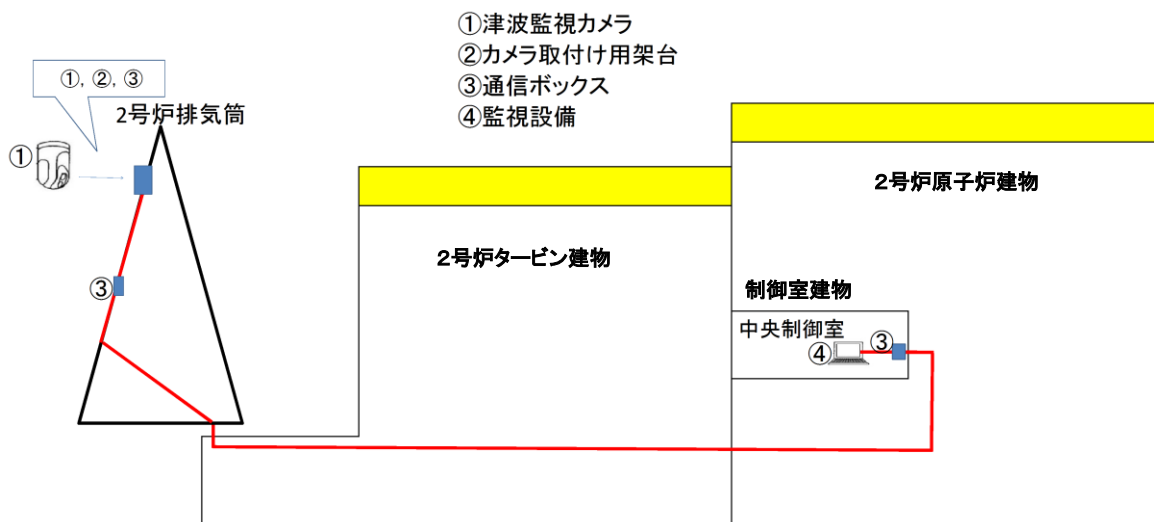 ①津波監視カメラ
②カメラ取付け用架台
③通信ボックス
④監視設備
①, ②, ③
2号炉排気筒
①
2号炉原子炉建物
2号炉タービン建物
③
制御室建物
中央制御室
③
④